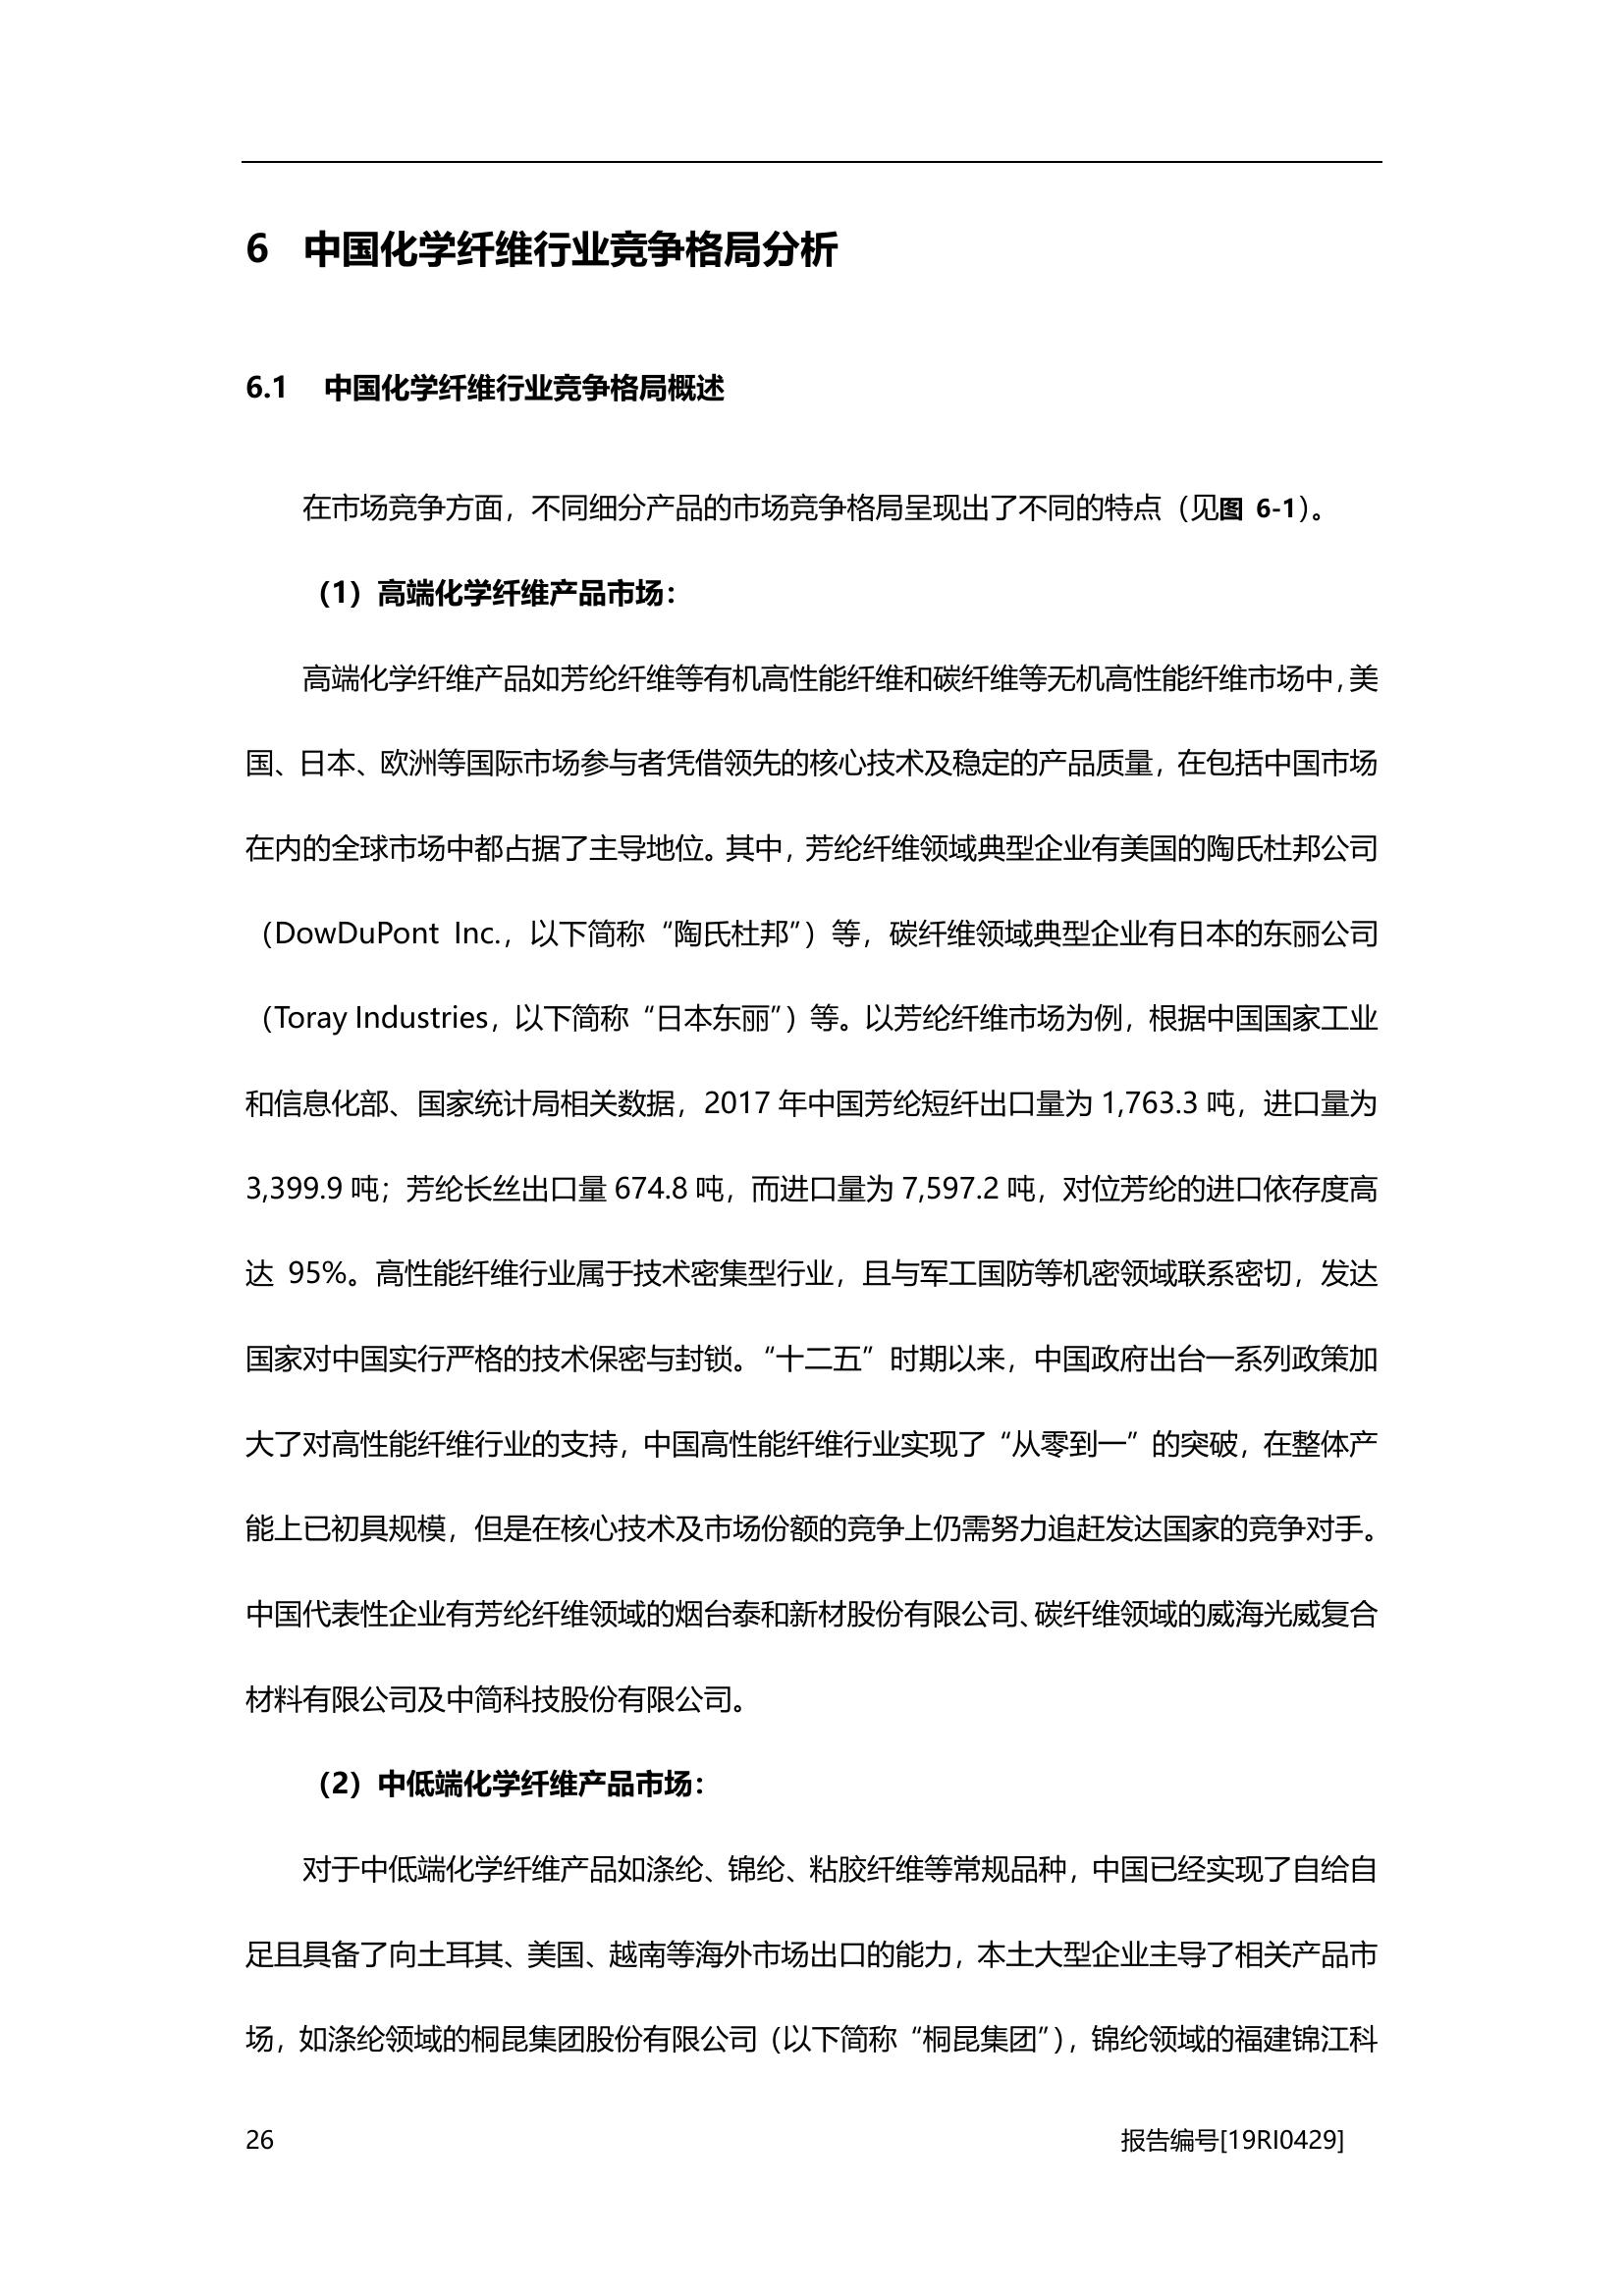 6 中国化学纤维行业竞争格局分析
6.1 中国化学纤维行业竞争格局概述
在市场竞争方面，不同细分产品的市场竞争格局呈现出了不同的特点（见图 6-1）。
（1）高端化学纤维产品市场：
高端化学纤维产品如芳纶纤维等有机高性能纤维和碳纤维等无机高性能纤维市场中，美
国、日本、欧洲等国际市场参与者凭借领先的核心技术及稳定的产品质量，在包括中国市场
在内的全球市场中都占据了主导地位。其中，芳纶纤维领域典型企业有美国的陶氏杜邦公司
（DowDuPont Inc.，以下简称“陶氏杜邦”）等，碳纤维领域典型企业有日本的东丽公司
（Toray Industries，以下简称“日本东丽”）等。以芳纶纤维市场为例，根据中国国家工业
和信息化部、国家统计局相关数据，2017 年中国芳纶短纤出口量为 1,763.3 吨，进口量为
3,399.9 吨；芳纶长丝出口量 674.8 吨，而进口量为 7,597.2 吨，对位芳纶的进口依存度高
达 95%。高性能纤维行业属于技术密集型行业，且与军工国防等机密领域联系密切，发达
国家对中国实行严格的技术保密与封锁。“十二五”时期以来，中国政府出台一系列政策加
大了对高性能纤维行业的支持，中国高性能纤维行业实现了“从零到一”的突破，在整体产
能上已初具规模，但是在核心技术及市场份额的竞争上仍需努力追赶发达国家的竞争对手。
中国代表性企业有芳纶纤维领域的烟台泰和新材股份有限公司、碳纤维领域的威海光威复合
材料有限公司及中简科技股份有限公司。
（2）中低端化学纤维产品市场：
对于中低端化学纤维产品如涤纶、锦纶、粘胶纤维等常规品种，中国已经实现了自给自
足且具备了向土耳其、美国、越南等海外市场出口的能力，本土大型企业主导了相关产品市
场，如涤纶领域的桐昆集团股份有限公司（以下简称“桐昆集团”），锦纶领域的福建锦江科
26 报告编号[19RI0429]